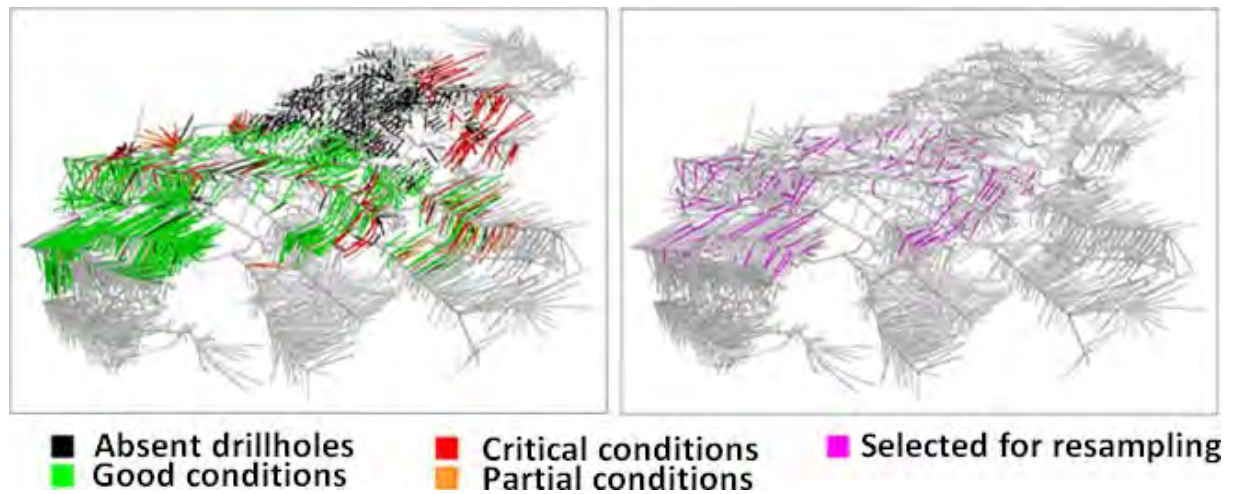 Absent drillholes
Critical conditions
Selected for resampling
Good conditions
Partial conditions